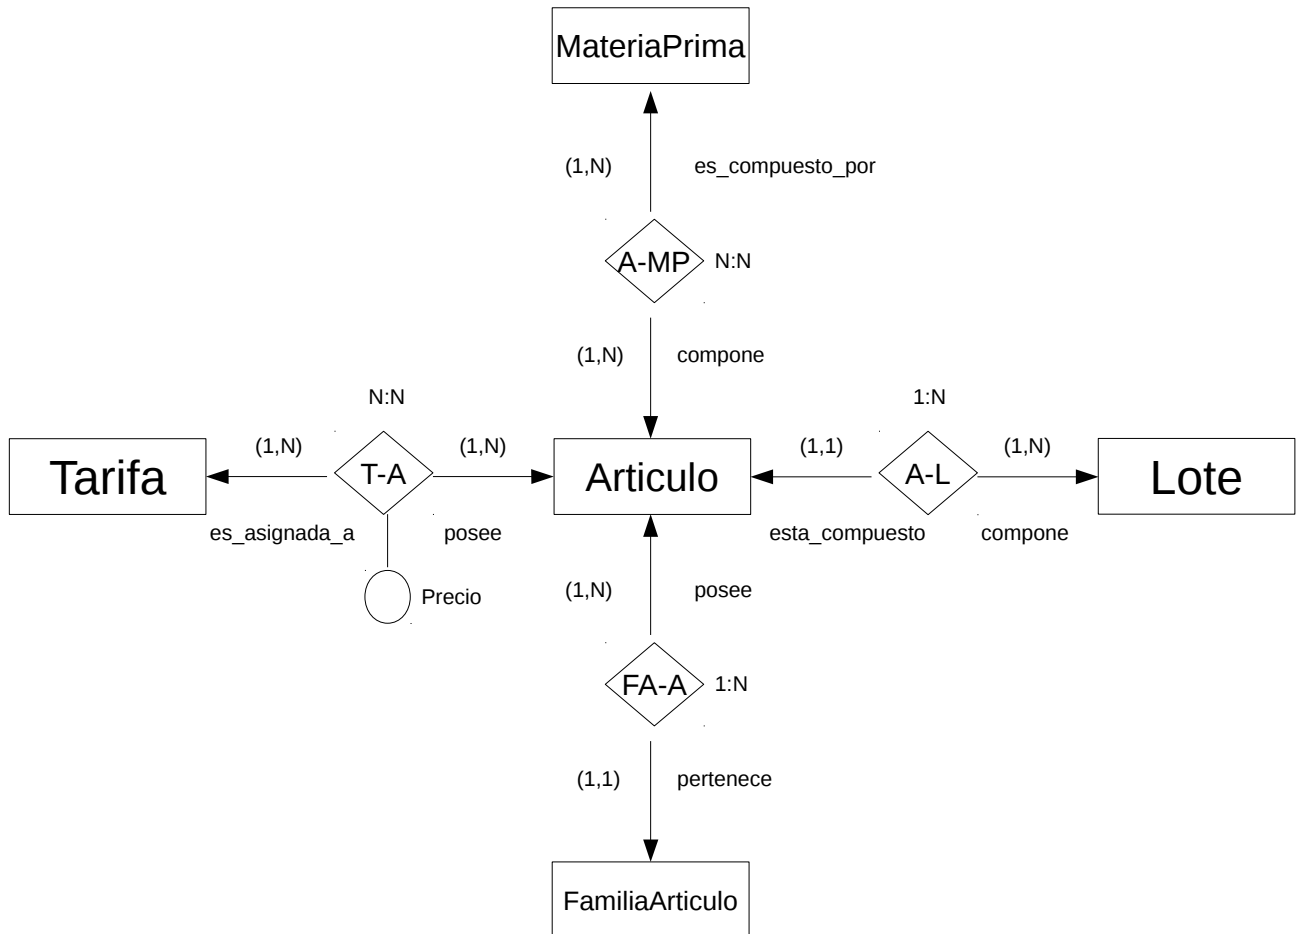 MateriaPrima
(1,N) es_compuesto_por
A-MP N:N
(1,N) compone
N:N 1:N
(1,N) (1,N) (1,1) (1,N)
Tarifa T-A Articulo A-L Lote
es_asignada_a posee esta_compuesto compone
(1,N) posee
Precio
FA-A 1:N
(1,1) pertenece
FamiliaArticulo